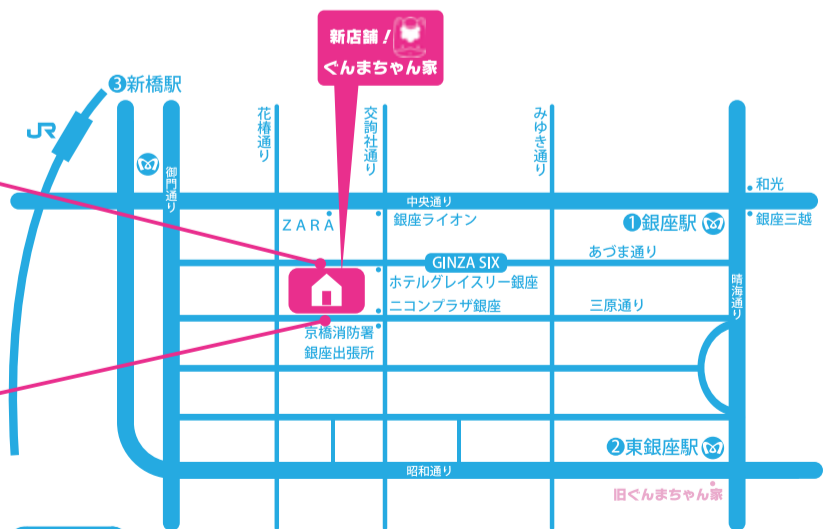 新店舗!
ぐんまちゃん家
❸新橋駅
JR
花椿通り
交詢社通り
みゆき通り
御門通り
中央通り
和光
ZARA
銀座ライオン
❶銀座駅
銀座三越
GINZA SIX
あづま通り
ホテルグレイスリー銀座
晴海通り
ニコンプラザ銀座
三原通り
京橋消防署
銀座出張所
❷東銀座駅
昭和通り
旧ぐんまちゃん家